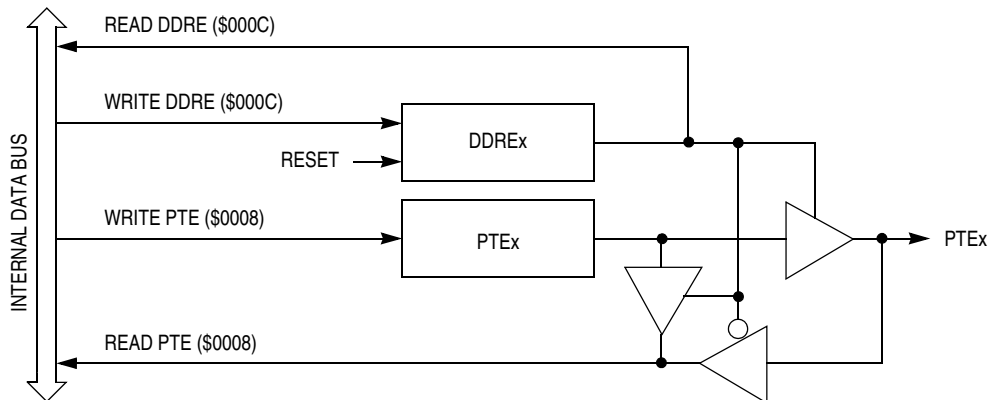 READ DDRE ($000C)
WRITE DDRE ($000C)
DDREx
RESET
INTERNAL DATA BUS
WRITE PTE ($0008)
PTEx
PTEx
READ PTE ($0008)